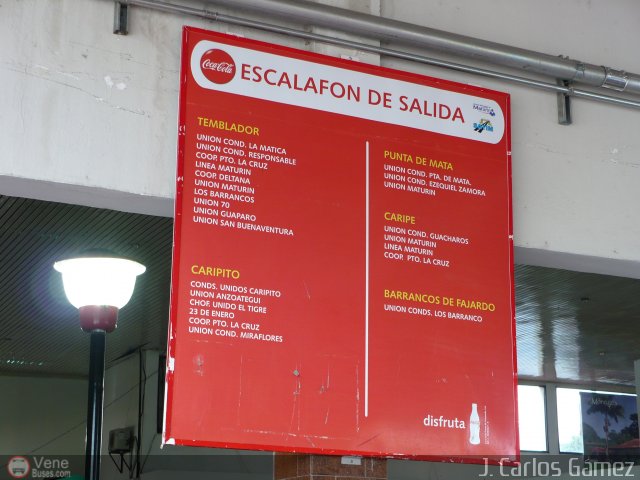 Coca-Cola
ESCALAFON DE SALIDA
TEMBLADOR
UNION COND. LA MATICA
UNION COND. RESPONSABLE
COOP. PTO. LA CRUZ
LINEA MATURIN
COOP. DELTANA
UNION MATURIN
LOS BARRANCOS
UNION 70
UNION GUAPARO
UNION SAN BUENAVENTURA
CARIPITO
CONDS. UNIDOS CARIPITO
UNION ANZOATEGUI
CHOF. UNIDO EL TIGRE
23 DE ENERO
COOP. PTO. LA CRUZ
UNION COND. MIRAFLORES
PUNTA DE MATA
UNION COND. PTA. DE MATA.
UNION COND. EZEQUIEL ZAMORA
UNION MATURIN
CARIPE
UNION COND. GUACHAROS
UNION MATURIN
LINEA MATURIN
COOP. PTO. LA CRUZ
BARRANCOS DE FAJARDO
UNION CONDS. LOS BARRANCO
disfruta
Monagas
Vene
Buses.com
J. Carlos Gámez